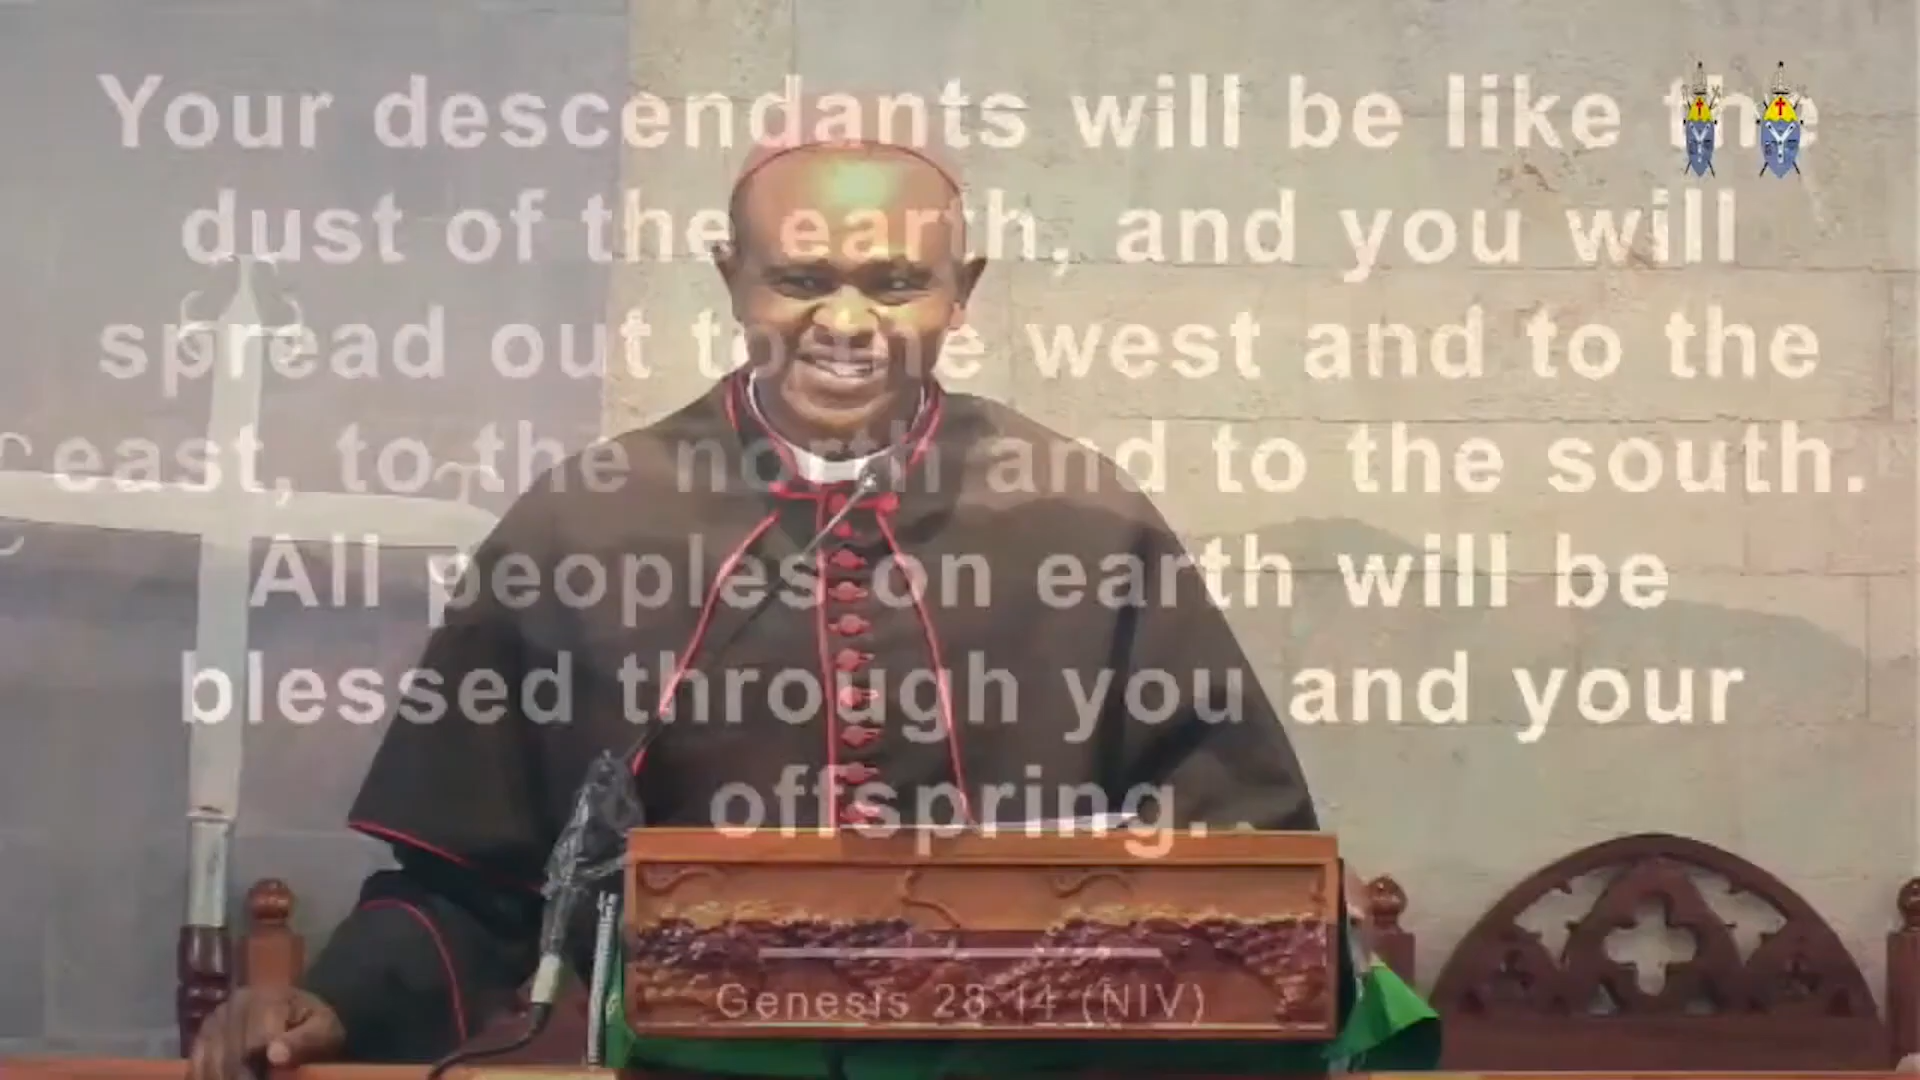 Your descendants will be like the
dust of the earth, and you will
spread out to the west and to the
east, to the north and to the south.
All peoples on earth will be
blessed through you and your
offspring.
Genesis 28:14 (NIV)